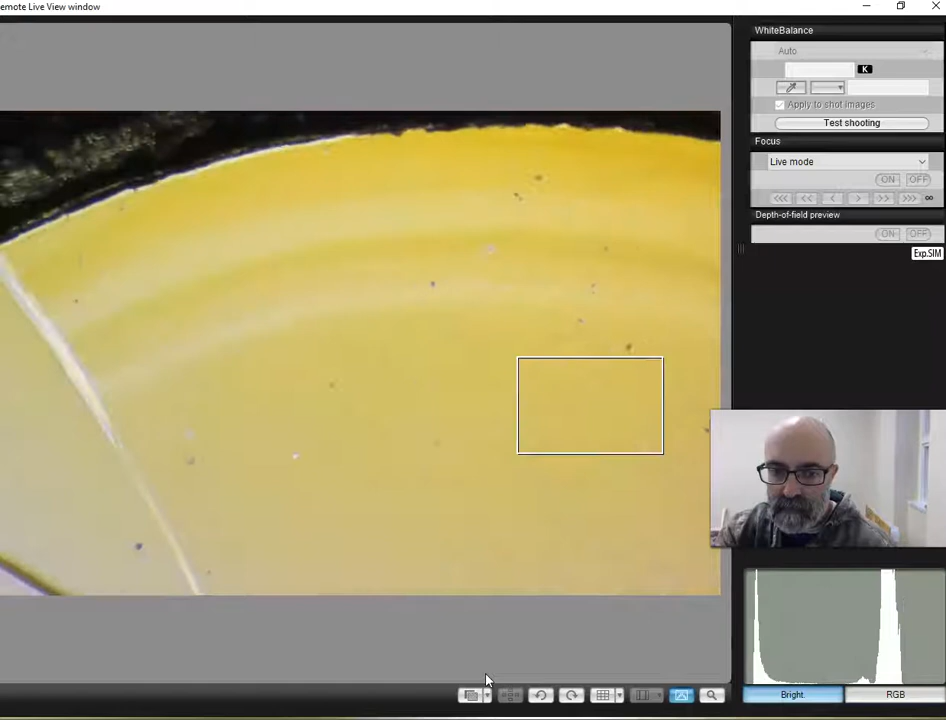 emote Live View window
WhiteBalance
Auto
K
Apply to shot images
Test shooting
Focus
Live mode
ON OFF
<<< << < > >> >>> ∞
Depth-of-field preview
ON OFF
Exp.SIM
Bright. RGB